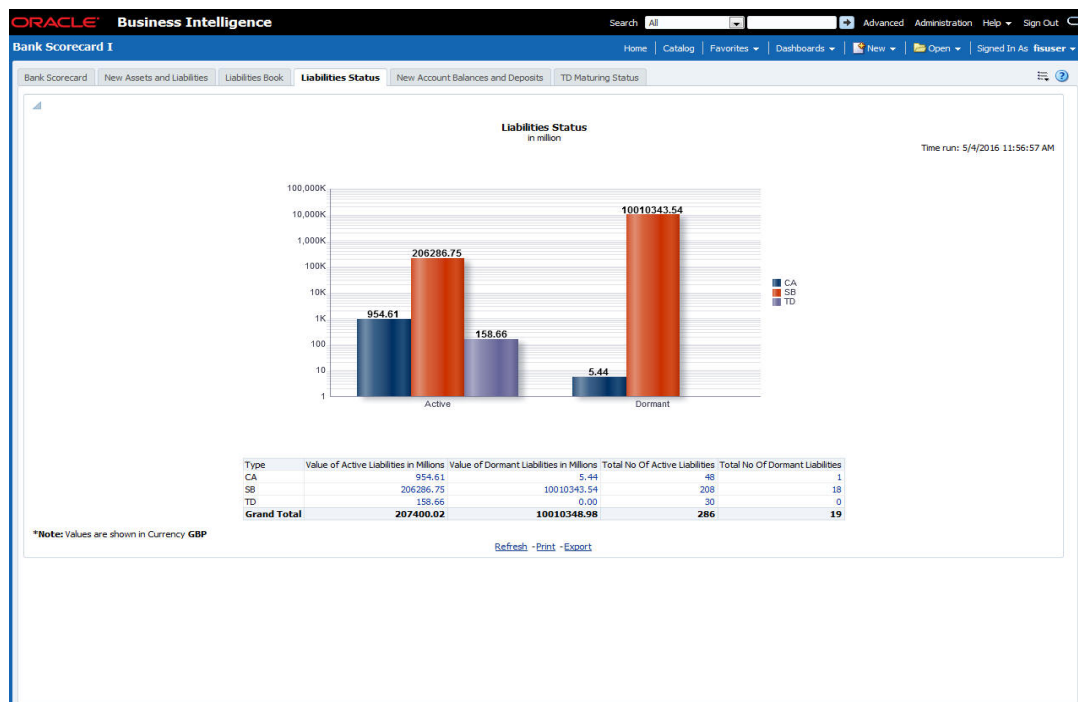 ORACLE Business Intelligence Search All Advanced Administration Help Sign Out
Bank Scorecard I Home Catalog Favorites Dashboards New Open Signed In As fisuser
Bank Scorecard New Assets and Liabilities Liabilities Book Liabilities Status New Account Balances and Deposits TD Maturing Status
Liabilities Status
in million
Time run: 5/4/2016 11:56:57 AM
100,000K
10,000K
1,000K
100K
10K
1K
100
10
1
954.61
206286.75
158.66
5.44
10010343.54
Active
Dormant
CA
SB
TD
Type Value of Active Liabilities in Millions Value of Dormant Liabilities in Millions Total No Of Active Liabilities Total No Of Dormant Liabilities
CA 954.61 5.44 48 1
SB 206286.75 10010343.54 208 18
TD 158.66 0.00 30 0
Grand Total 207400.02 10010348.98 286 19
*Note: Values are shown in Currency GBP
Refresh - Print - Export